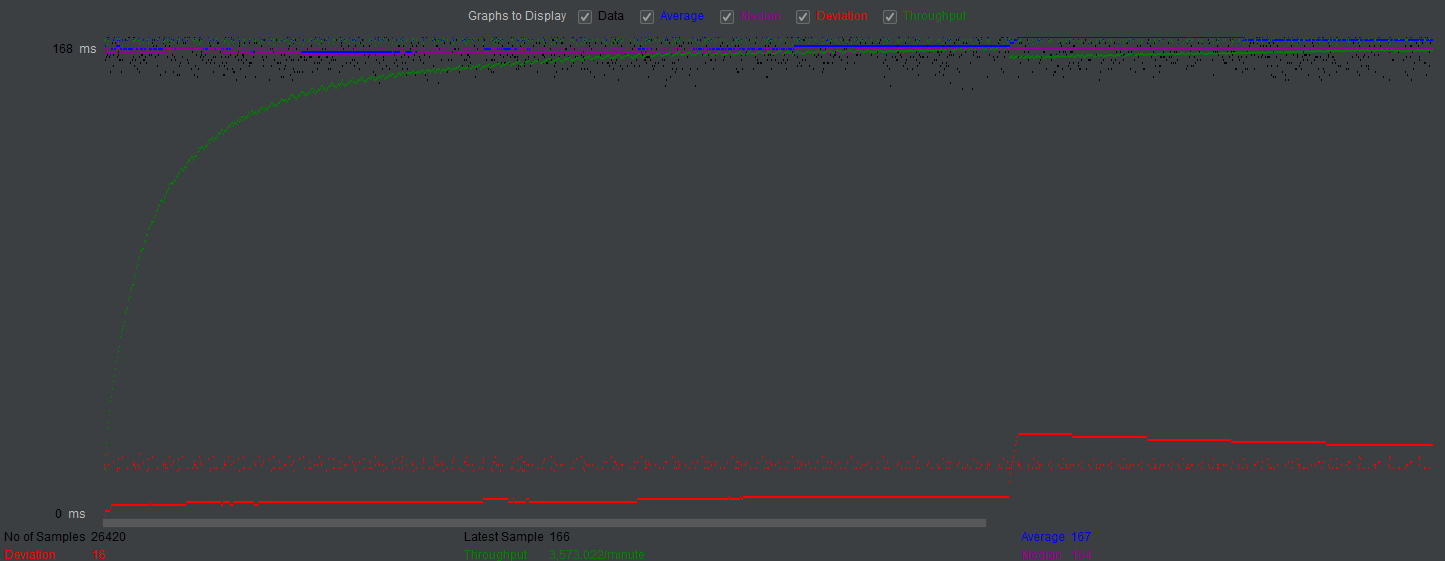 Graphs to Display Data Average Median Deviation Throughput
168 ms
0 ms
No of Samples 26420 Latest Sample 166 Average 167
Deviation 16 Throughput 3,573.022/minute Median 164